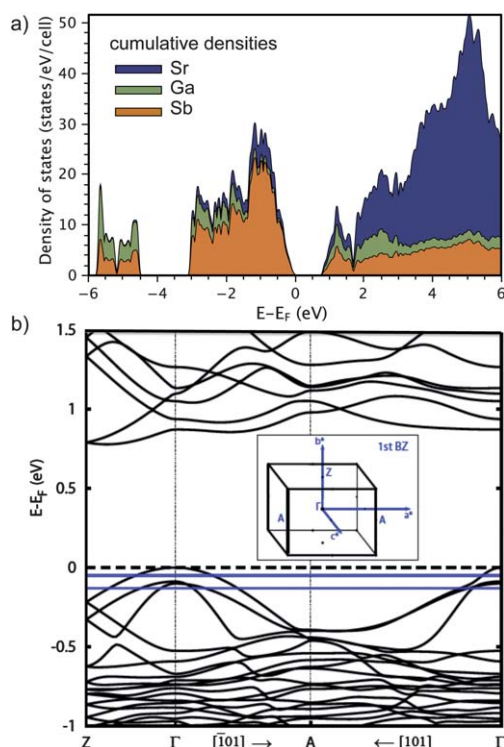 a)
cumulative densities
Sr
Ga
Sb
Density of states (states/eV/cell)
50
40
30
20
10
0
−6 −4 −2 0 2 4 6
E−E_F (eV)
b)
1.5
1
0.5
0
-0.5
-1
E-E_F (eV)
1st BZ
b*
Z
Γ
A
A
a*
c*
Z Γ [1̄01] → A ← [101] Γ